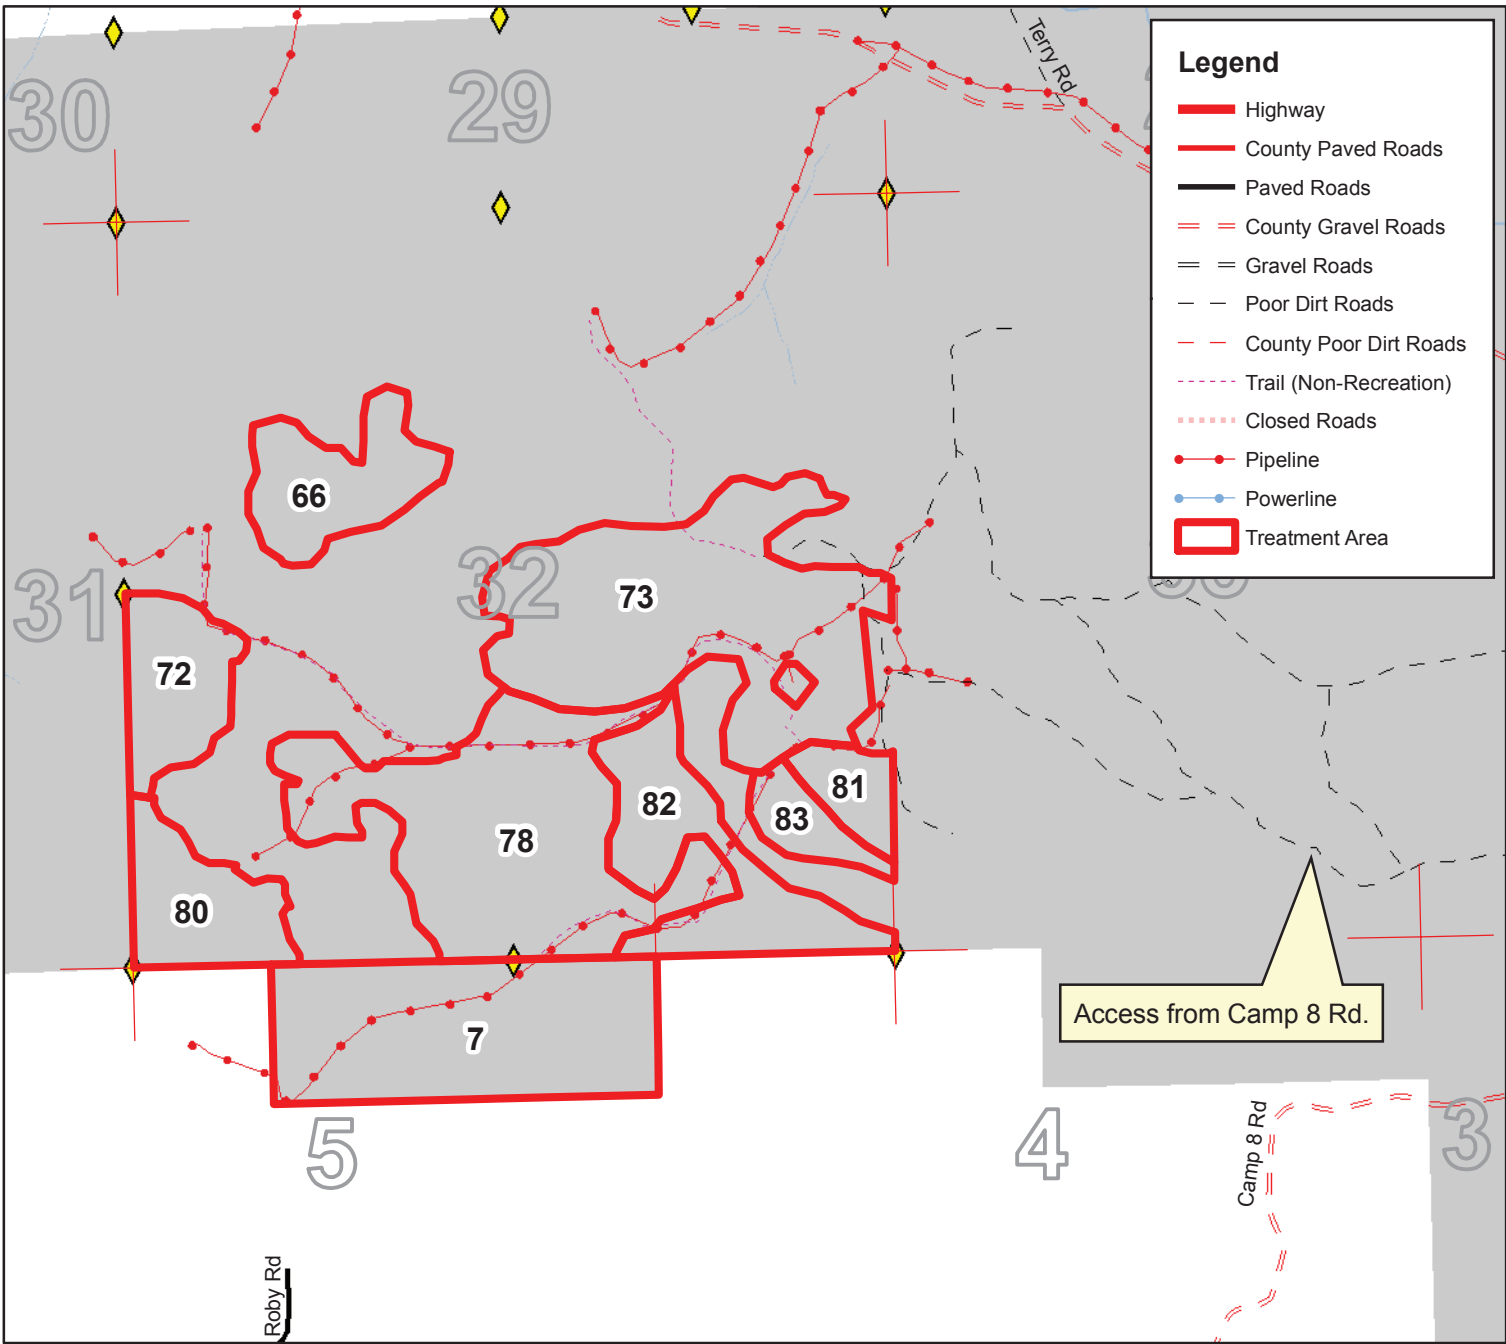 30
29
Terry Rd
Legend
Highway
County Paved Roads
Paved Roads
County Gravel Roads
Gravel Roads
Poor Dirt Roads
County Poor Dirt Roads
Trail (Non-Recreation)
Closed Roads
Pipeline
Powerline
Treatment Area
66
31
32
73
72
81
82
83
78
80
Access from Camp 8 Rd.
7
5
4
3
Camp 8 Rd
Roby Rd